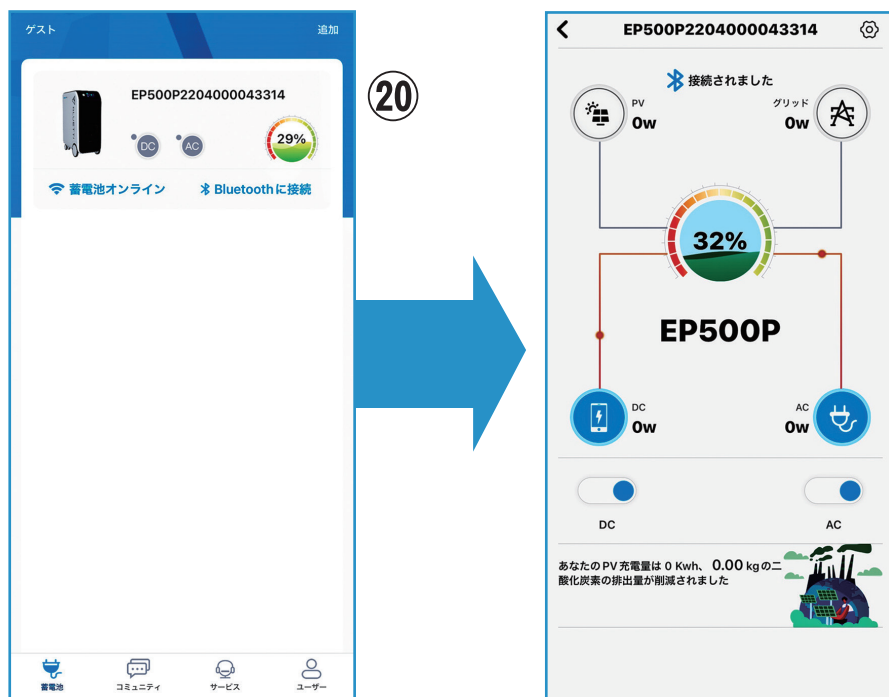 ゲスト
追加
EP500P2204000043314
DC
AC
29%
蓄電池オンライン
Bluetoothに接続
蓄電池
コミュニティ
サービス
ユーザー
⑳
EP500P2204000043314
接続されました
PV
0w
グリッド
0w
32%
EP500P
DC
0w
AC
0w
DC
AC
あなたのPV充電量は 0 Kwh、 0.00 kgの二
酸化炭素の排出量が削減されました